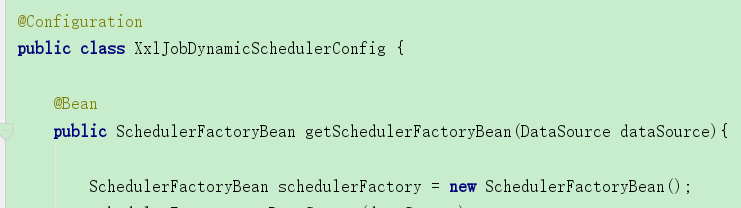 @Configuration
public class XxlJobDynamicSchedulerConfig {
@Bean
public SchedulerFactoryBean getSchedulerFactoryBean(DataSource dataSource){
SchedulerFactoryBean schedulerFactory = new SchedulerFactoryBean();